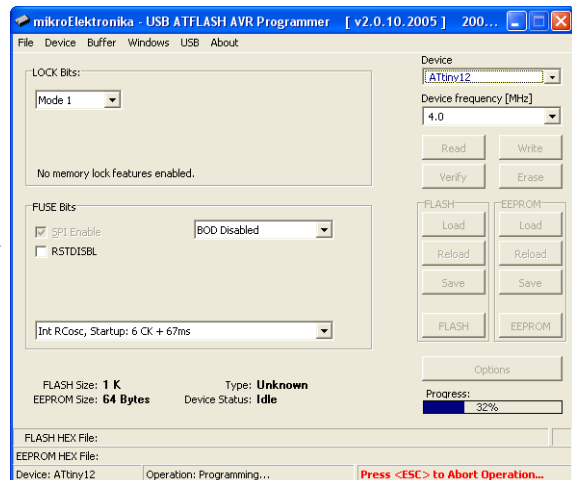 mikroElektronika - USB ATFLASH AVR Programmer [ v2.0.10.2005 ] 200...
File Device Buffer Windows USB About
LOCK Bits:
Mode 1
No memory lock features enabled.
FUSE Bits
SPI Enable
BOD Disabled
RSTDISBL
Int RCosc, Startup: 6 CK + 67ms
FLASH Size: 1 K
Type: Unknown
EEPROM Size: 64 Bytes
Device Status: Idle
Device
ATtiny12
Device frequency [MHz]
4.0
Read Write
Verify Erase
FLASH EEPROM
Load Load
Reload Reload
Save Save
FLASH EEPROM
Options
Progress:
32%
FLASH HEX File:
EEPROM HEX File:
Device: ATtiny12 Operation: Programming... Press <ESC> to Abort Operation...